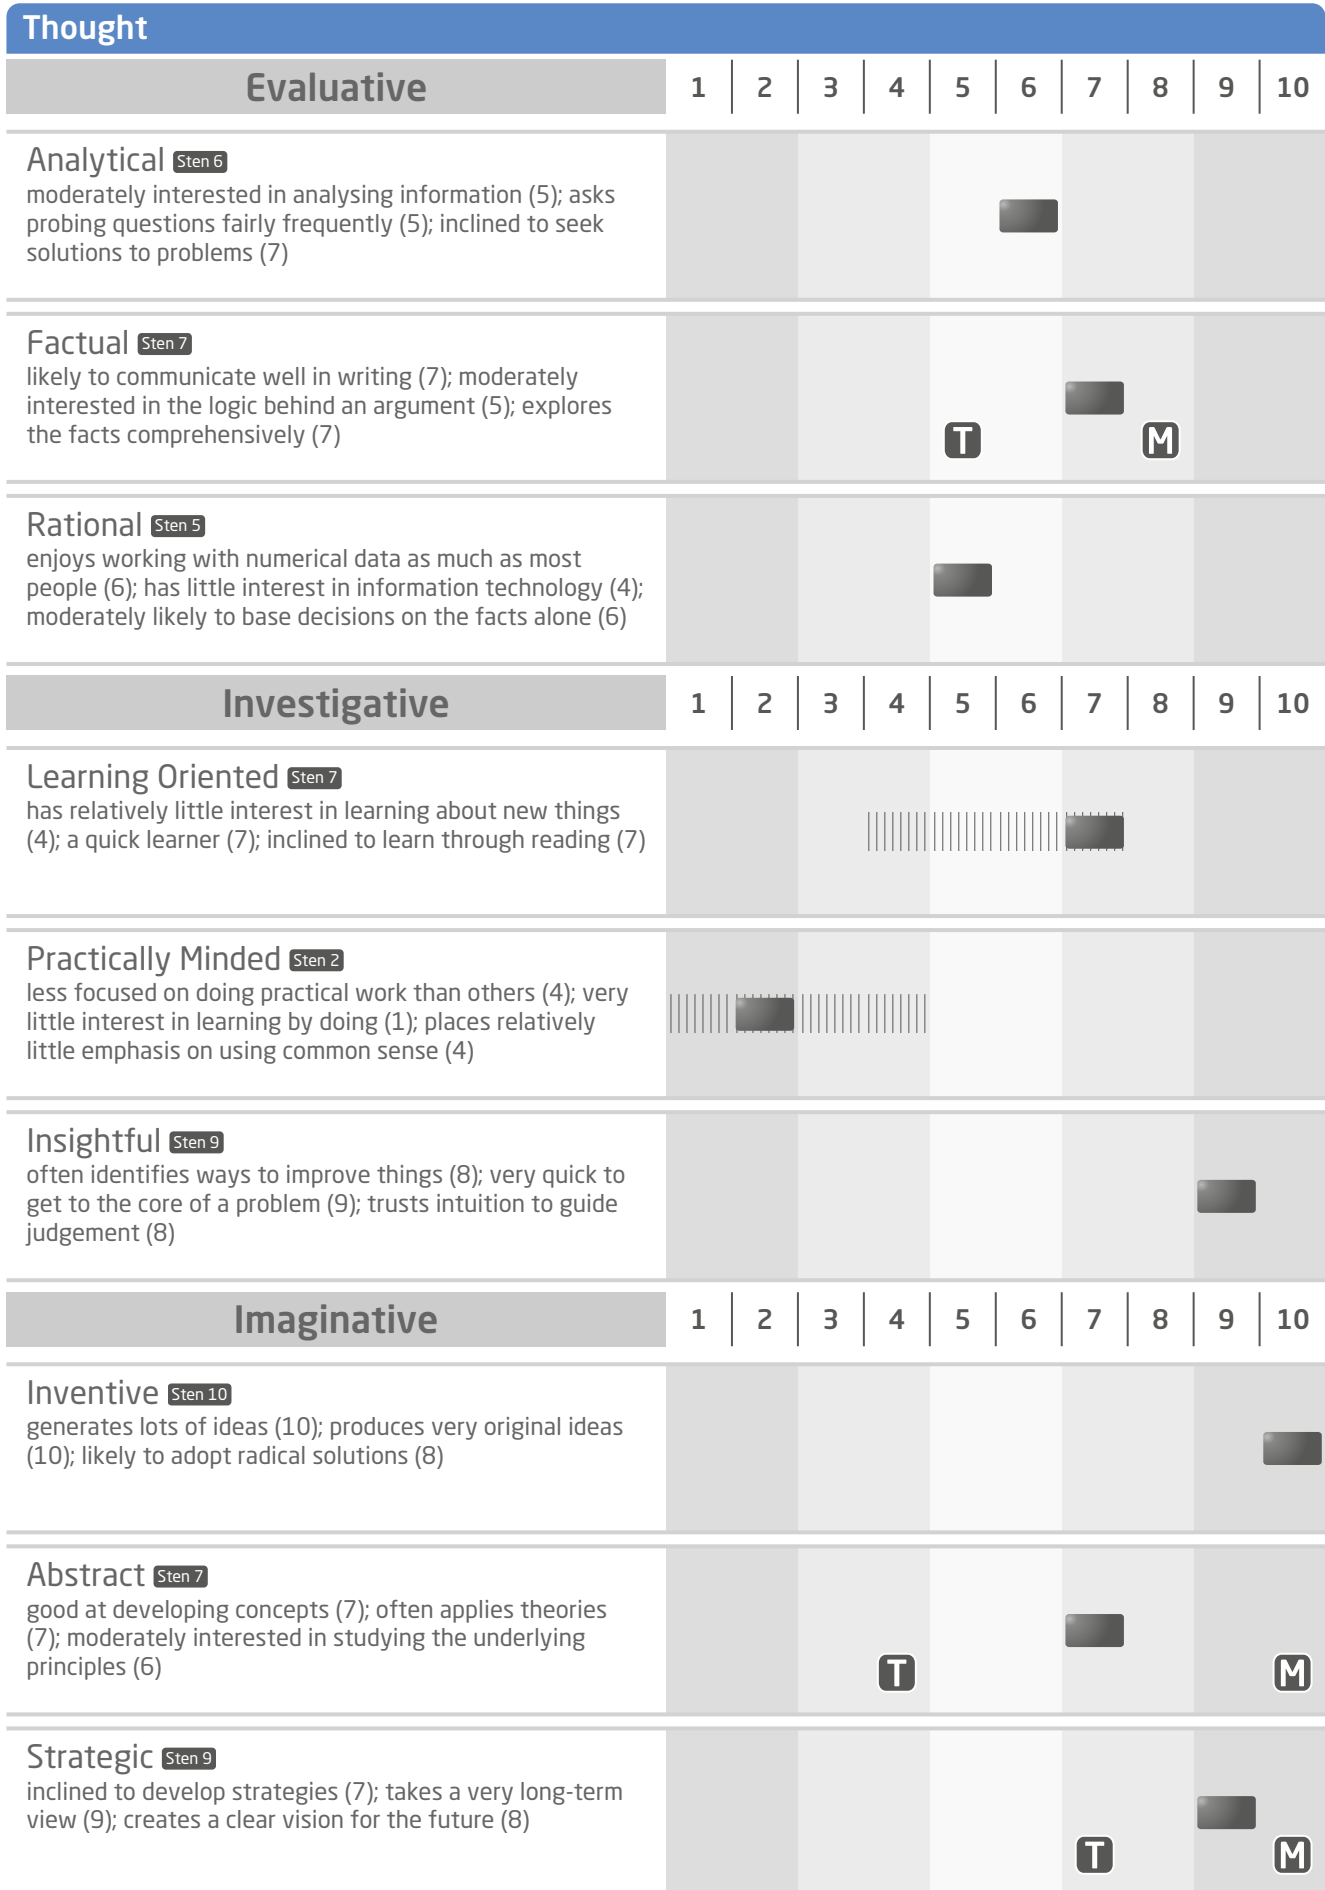 Thought
Evaluative 1 2 3 4 5 6 7 8 9 10
Analytical Sten 6
moderately interested in analysing information (5); asks
probing questions fairly frequently (5); inclined to seek
solutions to problems (7)
Factual Sten 7
likely to communicate well in writing (7); moderately
interested in the logic behind an argument (5); explores
the facts comprehensively (7)
T M
Rational Sten 5
enjoys working with numerical data as much as most
people (6); has little interest in information technology (4);
moderately likely to base decisions on the facts alone (6)
Investigative 1 2 3 4 5 6 7 8 9 10
Learning Oriented Sten 7
has relatively little interest in learning about new things
(4); a quick learner (7); inclined to learn through reading (7)
Practically Minded Sten 2
less focused on doing practical work than others (4); very
little interest in learning by doing (1); places relatively
little emphasis on using common sense (4)
Insightful Sten 9
often identifies ways to improve things (8); very quick to
get to the core of a problem (9); trusts intuition to guide
judgement (8)
Imaginative 1 2 3 4 5 6 7 8 9 10
Inventive Sten 10
generates lots of ideas (10); produces very original ideas
(10); likely to adopt radical solutions (8)
Abstract Sten 7
good at developing concepts (7); often applies theories
(7); moderately interested in studying the underlying
principles (6)
T M
Strategic Sten 9
inclined to develop strategies (7); takes a very long-term
view (9); creates a clear vision for the future (8)
T M